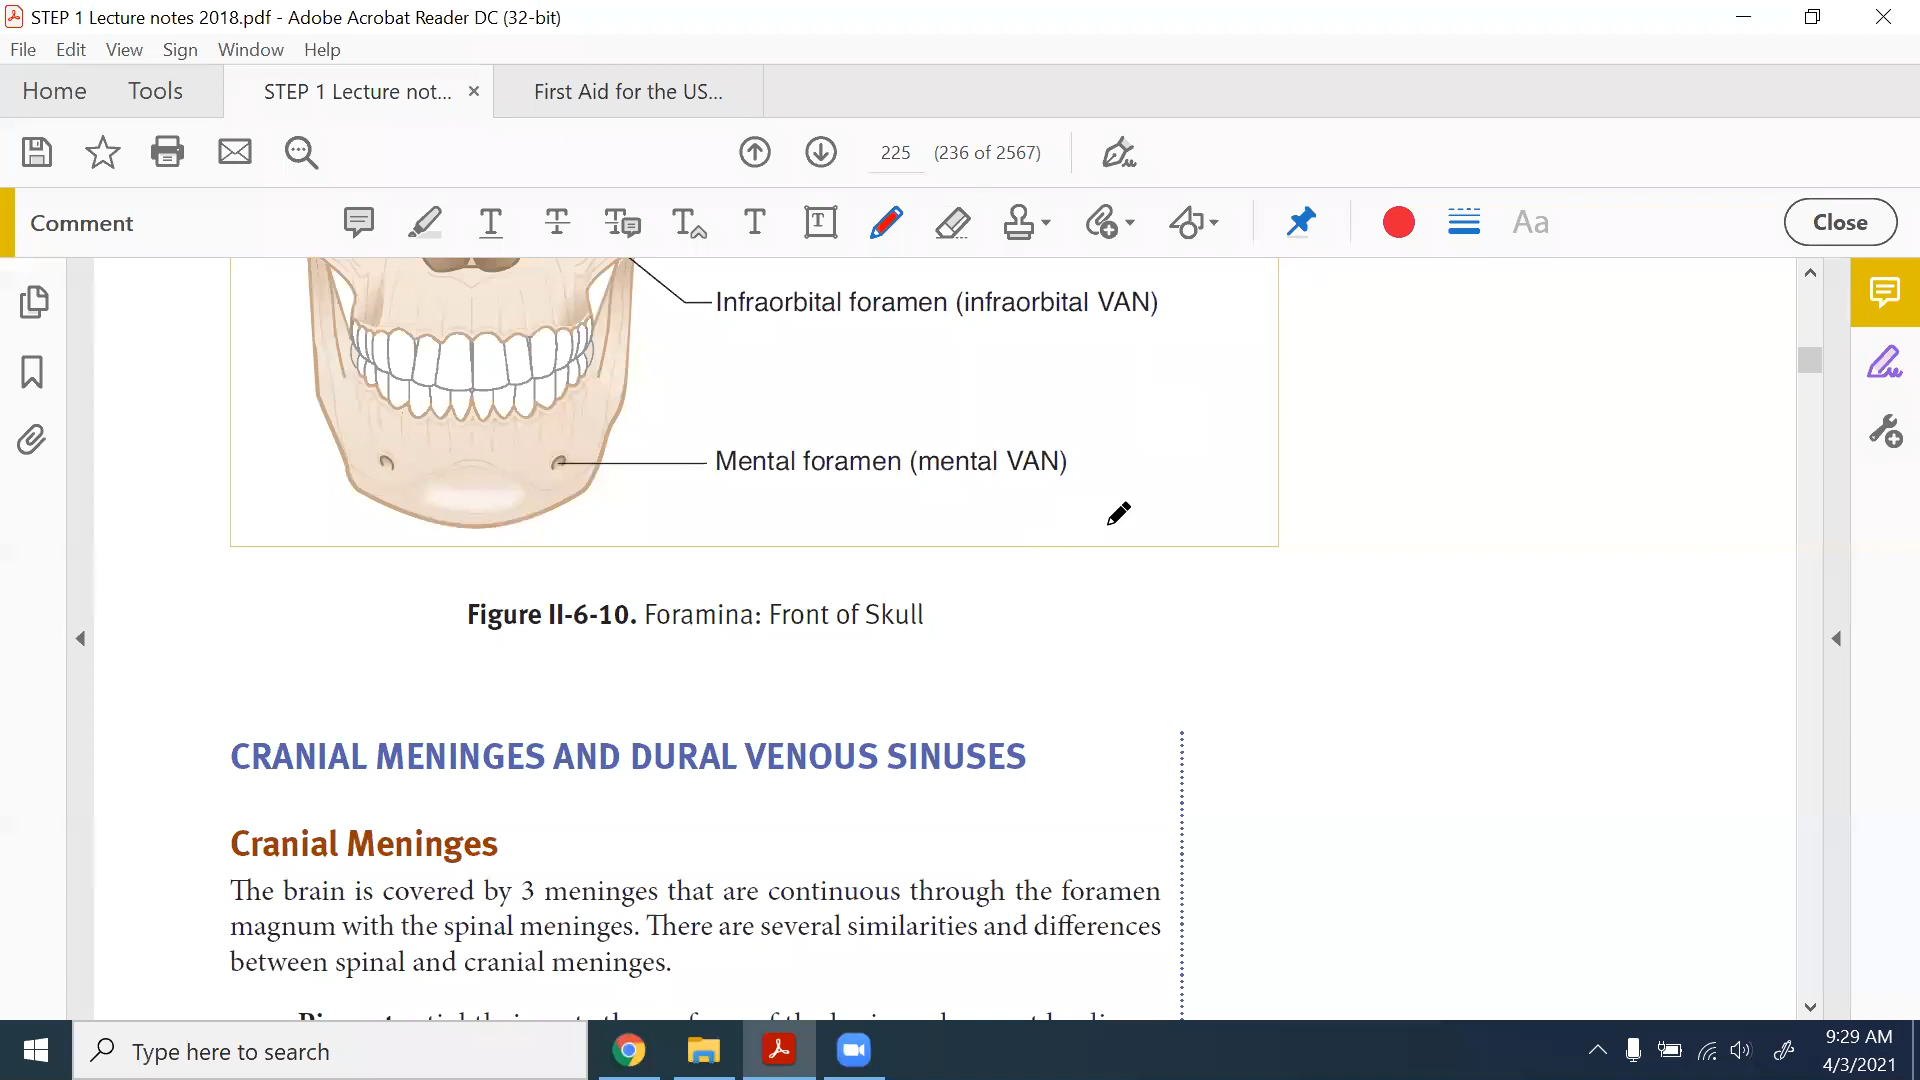 STEP 1 Lecture notes 2018.pdf - Adobe Acrobat Reader DC (32-bit)
File Edit View Sign Window Help
Home Tools STEP 1 Lecture not... × First Aid for the US...
225 (236 of 2567)
Comment Aa Close
Infraorbital foramen (infraorbital VAN)
Mental foramen (mental VAN)
Figure II-6-10. Foramina: Front of Skull
CRANIAL MENINGES AND DURAL VENOUS SINUSES
Cranial Meninges
The brain is covered by 3 meninges that are continuous through the foramen
magnum with the spinal meninges. There are several similarities and differences
between spinal and cranial meninges.
Type here to search
9:29 AM
4/3/2021